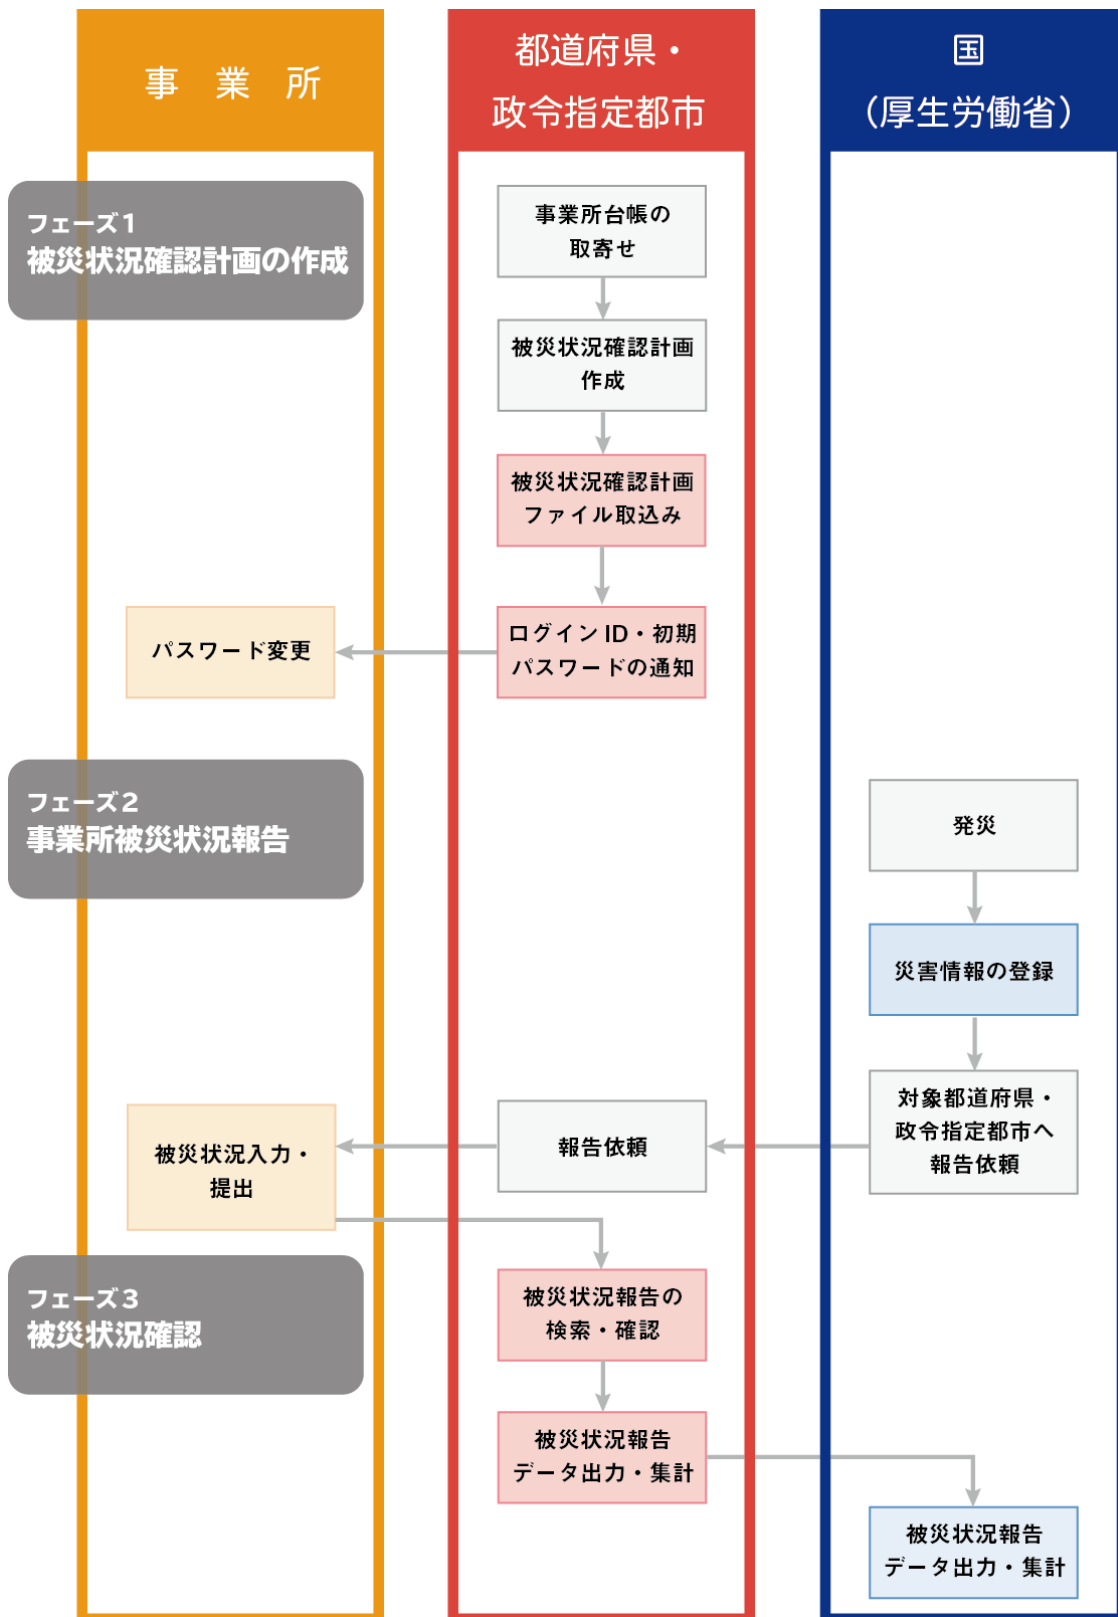 事業所
都道府県・
政令指定都市
国
（厚生労働省）
フェーズ1
被災状況確認計画の作成
事業所台帳の
取寄せ
被災状況確認計画
作成
被災状況確認計画
ファイル取込み
ログインID・初期
パスワードの通知
パスワード変更
フェーズ2
事業所被災状況報告
発災
災害情報の登録
対象都道府県・
政令指定都市へ
報告依頼
報告依頼
被災状況入力・
提出
フェーズ3
被災状況確認
被災状況報告の
検索・確認
被災状況報告
データ出力・集計
被災状況報告
データ出力・集計